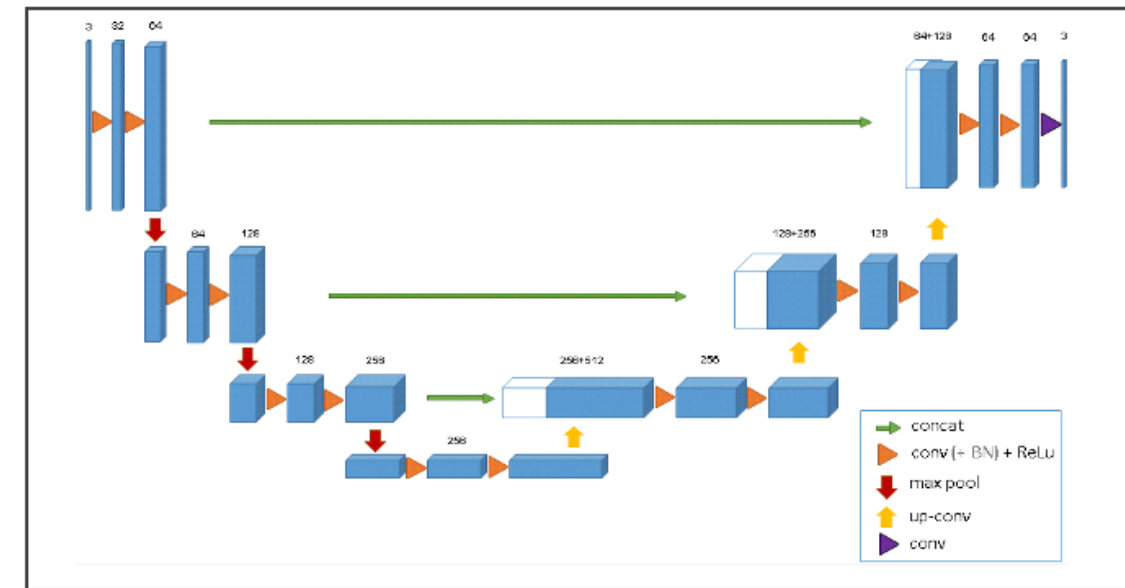 3 32 64
64+128 64 64 3
64 128
128+256 128
128 256
256+512 256
256
concat
conv (+ BN) + ReLu
max pool
up-conv
conv